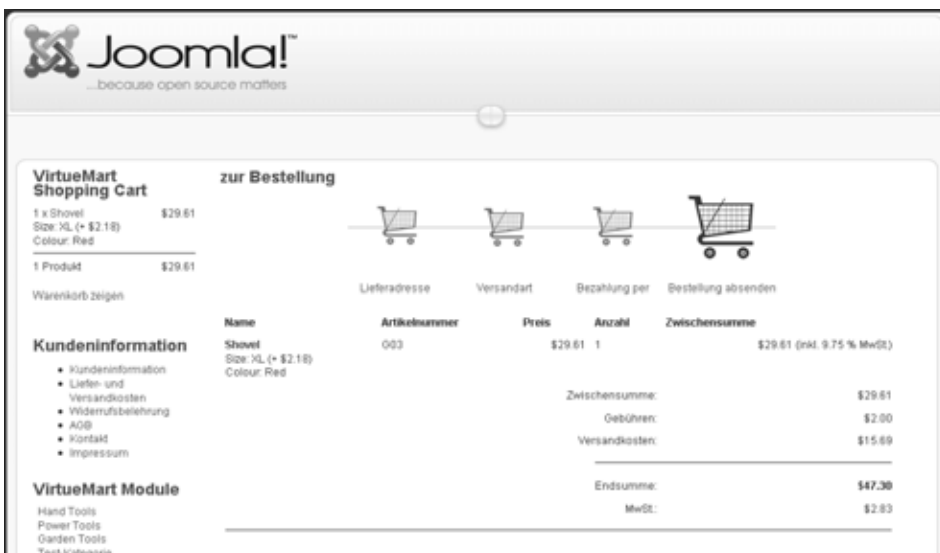 Joomla!™
...because open source matters
VirtueMart
Shopping Cart
1 x Shovel $29.61
Size: XL (+ $2.18)
Colour: Red
1 Produkt $29.61
Warenkorb zeigen
Kundeninformation
• Kundeninformation
• Liefer- und
Versandkosten
• Widerrufsbelehrung
• AGB
• Kontakt
• Impressum
VirtueMart Module
Hand Tools
Power Tools
Garden Tools
Test Kategorie
zur Bestellung
Lieferadresse Versandart Bezahlung per Bestellung absenden
Name Artikelnummer Preis Anzahl Zwischensumme
Shovel G03 $29.61 1 $29.61 (inkl. 9.75 % MwSt.)
Size: XL (+ $2.18)
Colour: Red
Zwischensumme: $29.61
Gebühren: $2.00
Versandkosten: $15.69
Endsumme: $47.30
MwSt.: $2.83